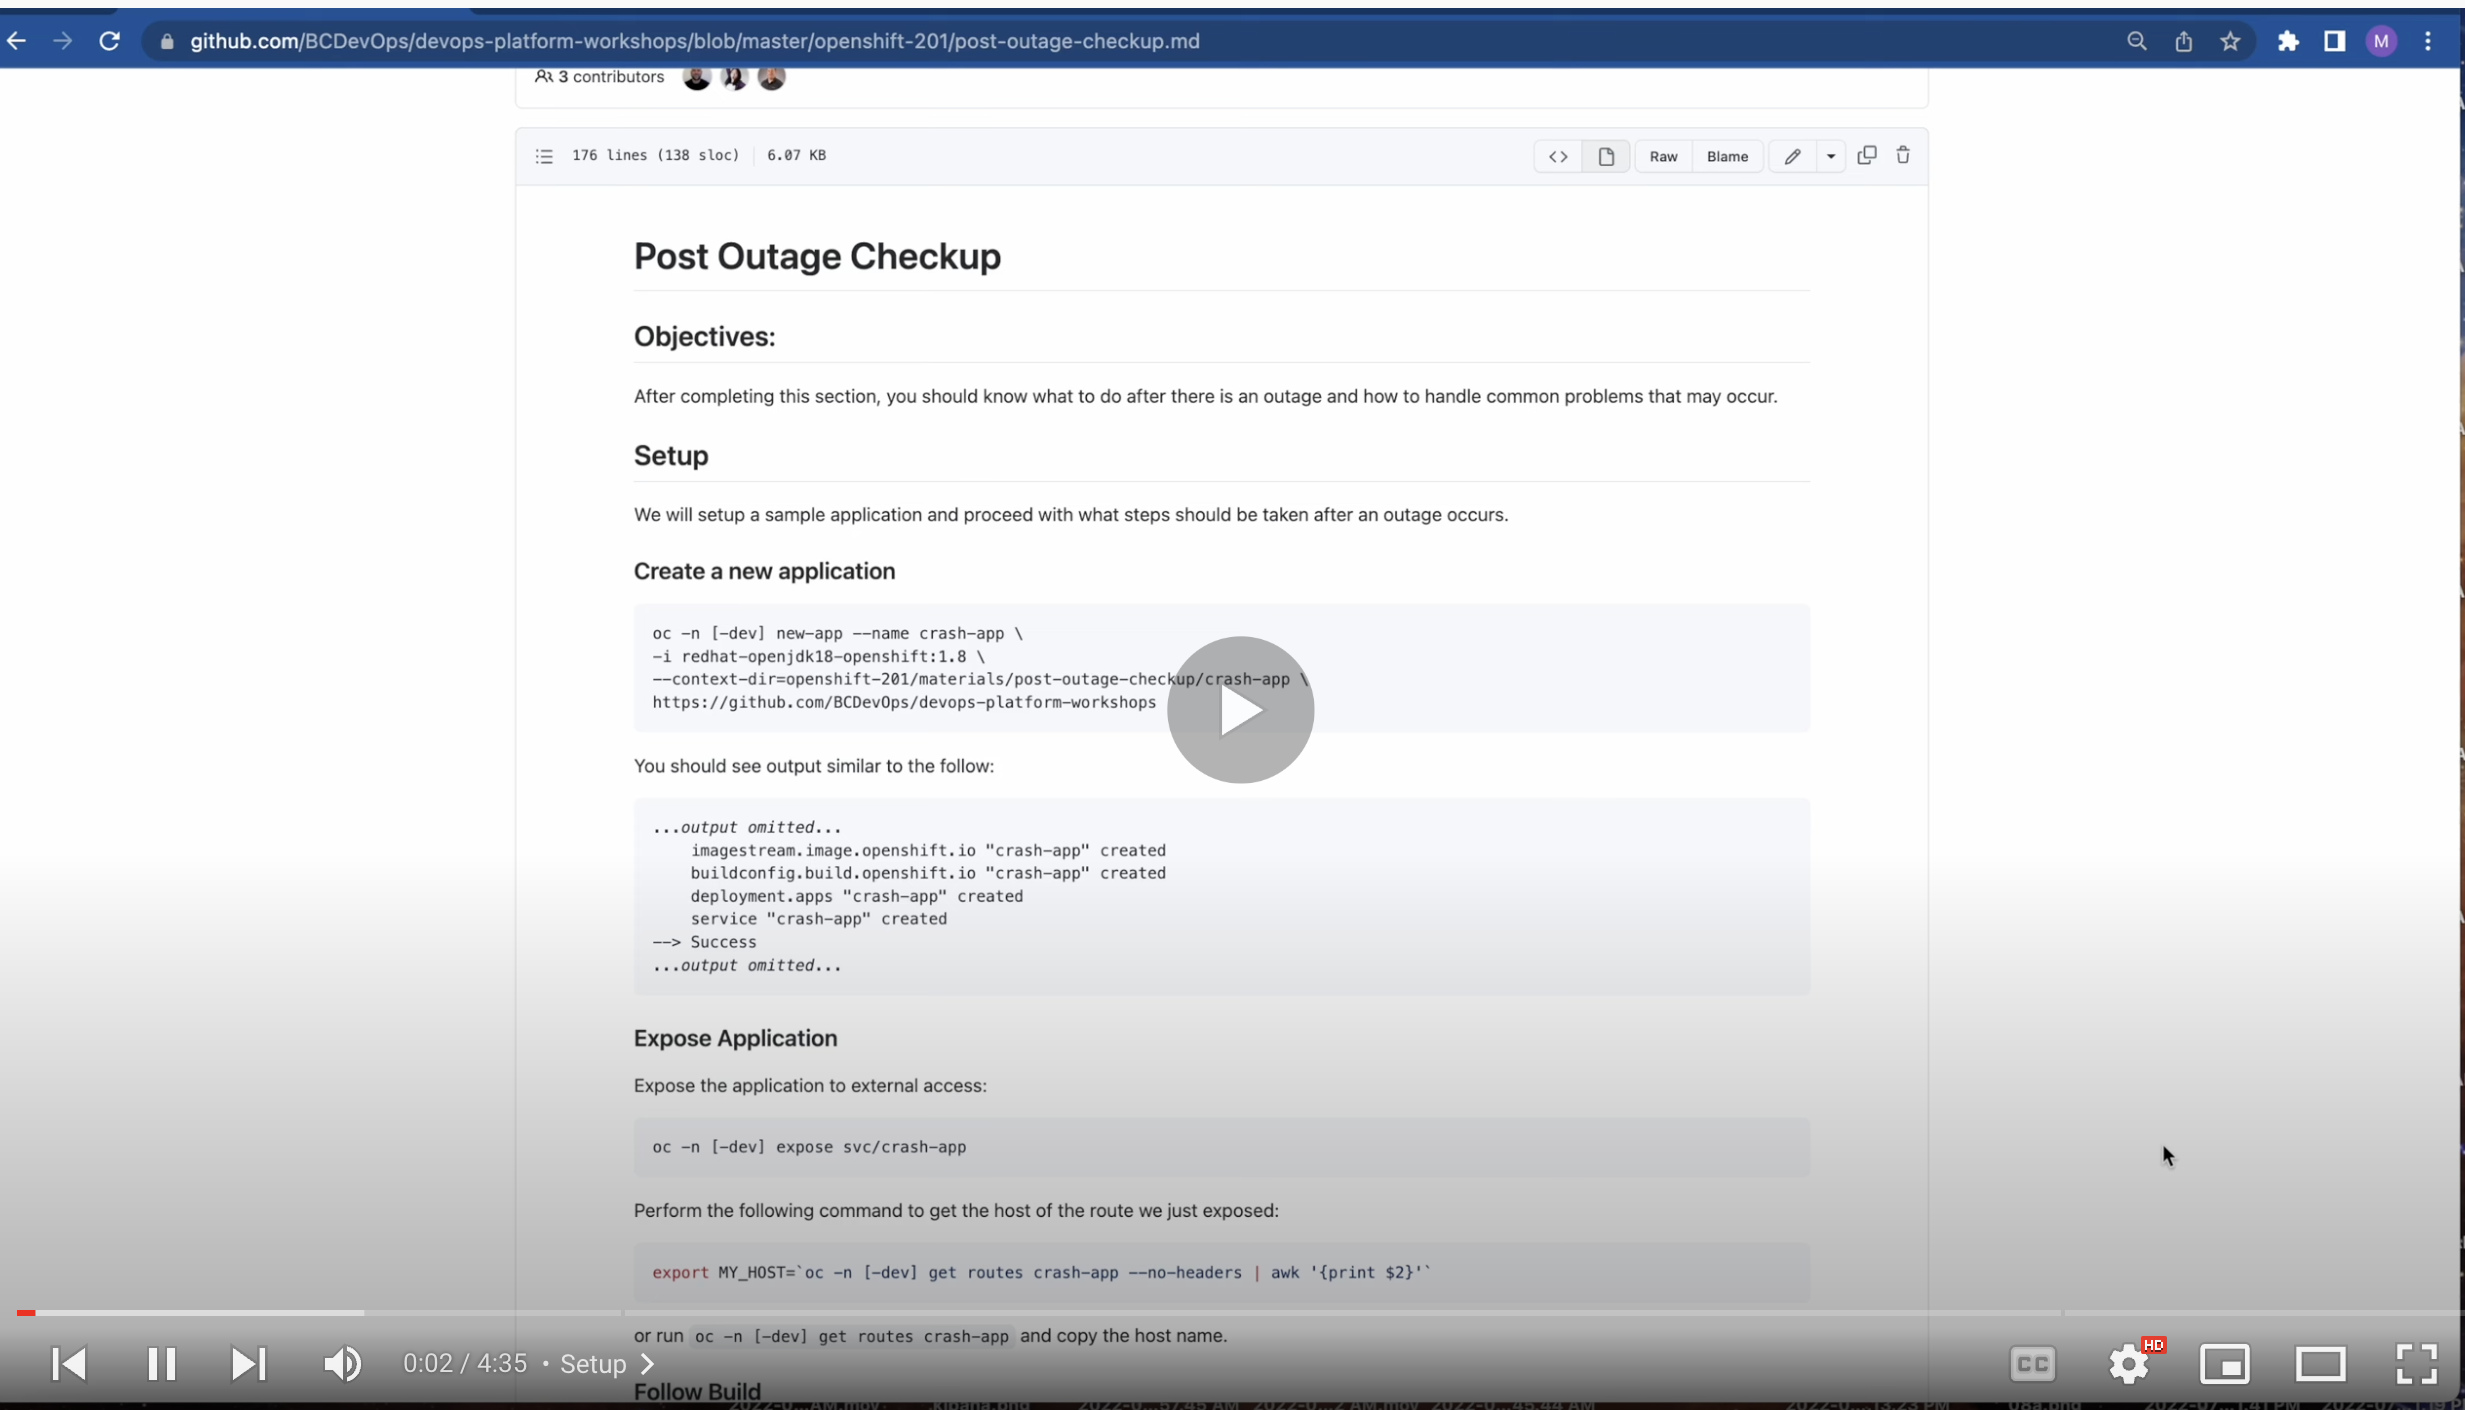 github.com/BCDevOps/devops-platform-workshops/blob/master/openshift-201/post-outage-checkup.md
M
3 contributors
176 lines (138 sloc) 6.07 KB
Raw
Blame
Post Outage Checkup
Objectives:
After completing this section, you should know what to do after there is an outage and how to handle common problems that may occur.
Setup
We will setup a sample application and proceed with what steps should be taken after an outage occurs.
Create a new application
oc -n [-dev] new-app --name crash-app \
-i redhat-openjdk18-openshift:1.8 \
--context-dir=openshift-201/materials/post-outage-checkup/crash-app \
https://github.com/BCDevOps/devops-platform-workshops
You should see output similar to the follow:
...output omitted...
imagestream.image.openshift.io "crash-app" created
buildconfig.build.openshift.io "crash-app" created
deployment.apps "crash-app" created
service "crash-app" created
--> Success
...output omitted...
Expose Application
Expose the application to external access:
oc -n [-dev] expose svc/crash-app
Perform the following command to get the host of the route we just exposed:
export MY_HOST=`oc -n [-dev] get routes crash-app --no-headers | awk '{print $2}'`
or run oc -n [-dev] get routes crash-app and copy the host name.
0:02 / 4:35 • Setup
CC
HD
Follow Build